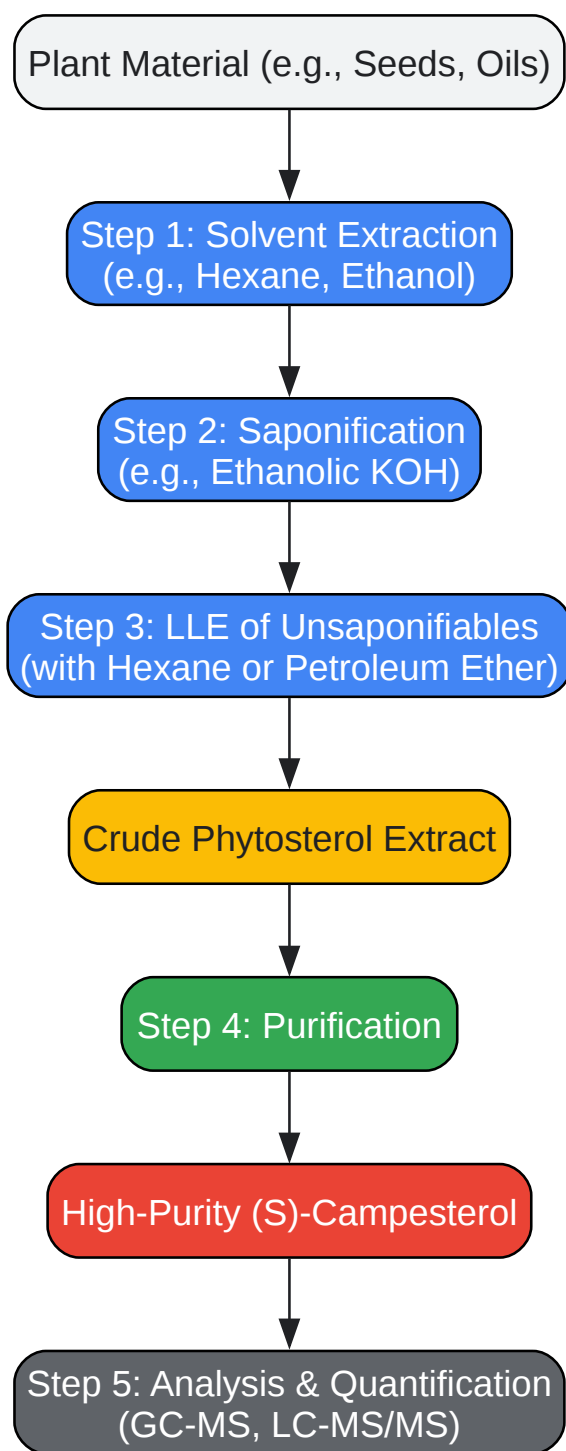 Plant Material (e.g., Seeds, Oils)
Step 1: Solvent Extraction
(e.g., Hexane, Ethanol)
Step 2: Saponification
(e.g., Ethanolic KOH)
Step 3: LLE of Unsaponifiables
(with Hexane or Petroleum Ether)
Crude Phytosterol Extract
Step 4: Purification
High-Purity (S)-Campesterol
Step 5: Analysis & Quantification
(GC-MS, LC-MS/MS)